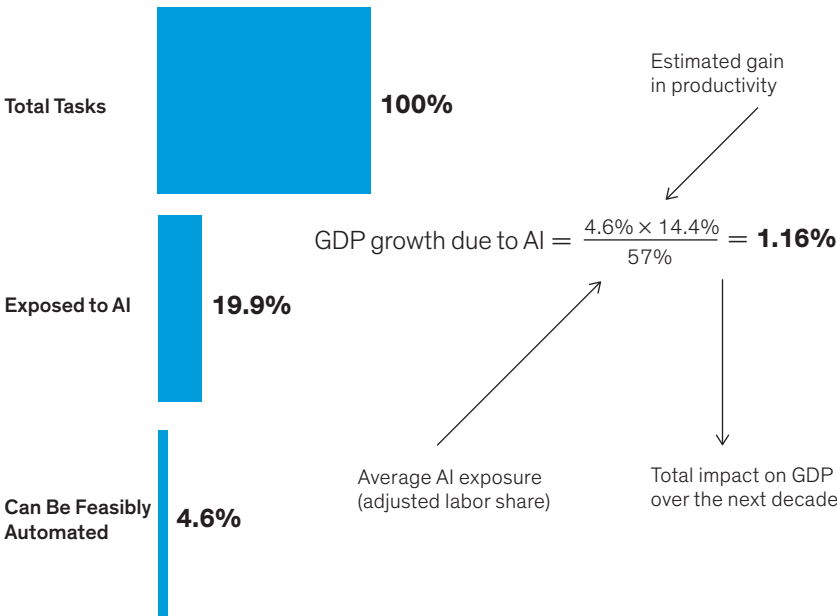 Total Tasks
100%
Estimated gain
in productivity
GDP growth due to AI = 4.6% × 14.4% / 57% = 1.16%
Exposed to AI
19.9%
Average AI exposure
(adjusted labor share)
Total impact on GDP
over the next decade
Can Be Feasibly
Automated
4.6%